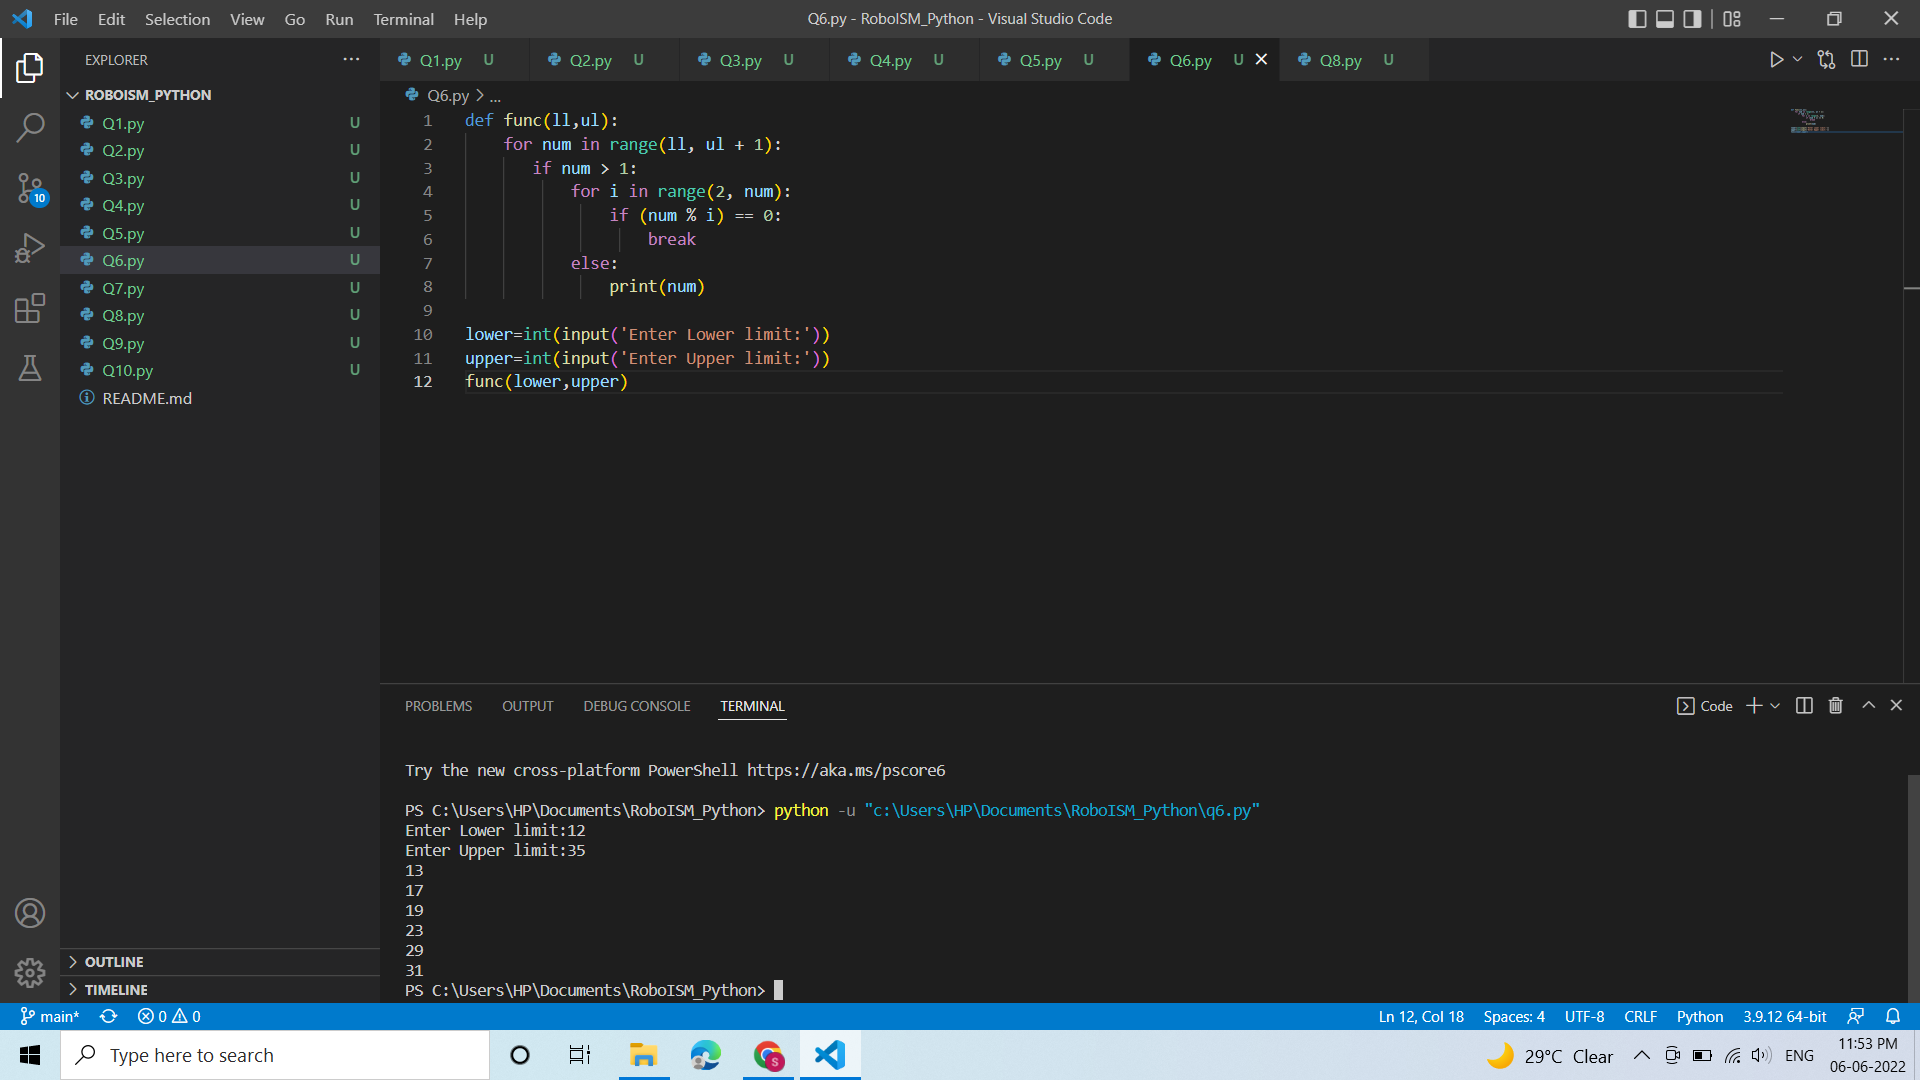 File Edit Selection View Go Run Terminal Help
Q6.py - RoboISM_Python - Visual Studio Code
EXPLORER
ROBOISM_PYTHON
Q1.py U
Q2.py U
Q3.py U
Q4.py U
Q5.py U
Q6.py U
Q7.py U
Q8.py U
Q9.py U
Q10.py U
README.md
10
OUTLINE
TIMELINE
Q1.py U Q2.py U Q3.py U Q4.py U Q5.py U Q6.py U Q8.py U
Q6.py > ...
1 def func(ll,ul):
2 for num in range(ll, ul + 1):
3 if num > 1:
4 for i in range(2, num):
5 if (num % i) == 0:
6 break
7 else:
8 print(num)
9
10 lower=int(input('Enter Lower limit:'))
11 upper=int(input('Enter Upper limit:'))
12 func(lower,upper)
PROBLEMS OUTPUT DEBUG CONSOLE TERMINAL
Code
Try the new cross-platform PowerShell https://aka.ms/pscore6
PS C:\Users\HP\Documents\RoboISM_Python> python -u "c:\Users\HP\Documents\RoboISM_Python\q6.py"
Enter Lower limit:12
Enter Upper limit:35
13
17
19
23
29
31
PS C:\Users\HP\Documents\RoboISM_Python>
main* 0 0
Ln 12, Col 18 Spaces: 4 UTF-8 CRLF Python 3.9.12 64-bit
Type here to search
S
29°C Clear
ENG
11:53 PM
06-06-2022